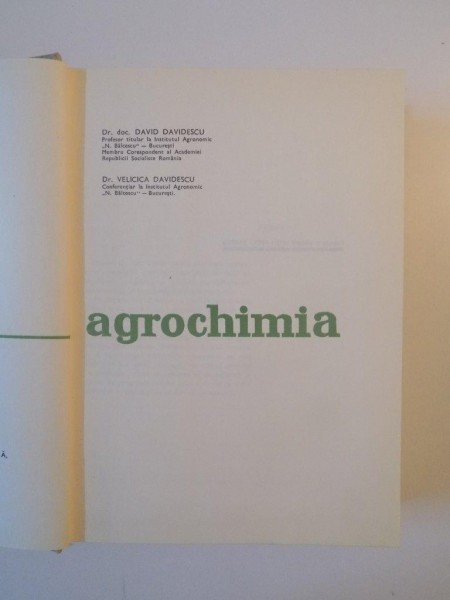 Dr. doc. DAVID DAVIDESCU
Profesor titular la Institutul Agronomic
„N. Bălcescu” — București
Membru Corespondent al Academiei
Republicii Socialiste România
Dr. VELICICA DAVIDESCU
Conferențiar la Institutul Agronomic
„N. Bălcescu” — București.
agrochimia